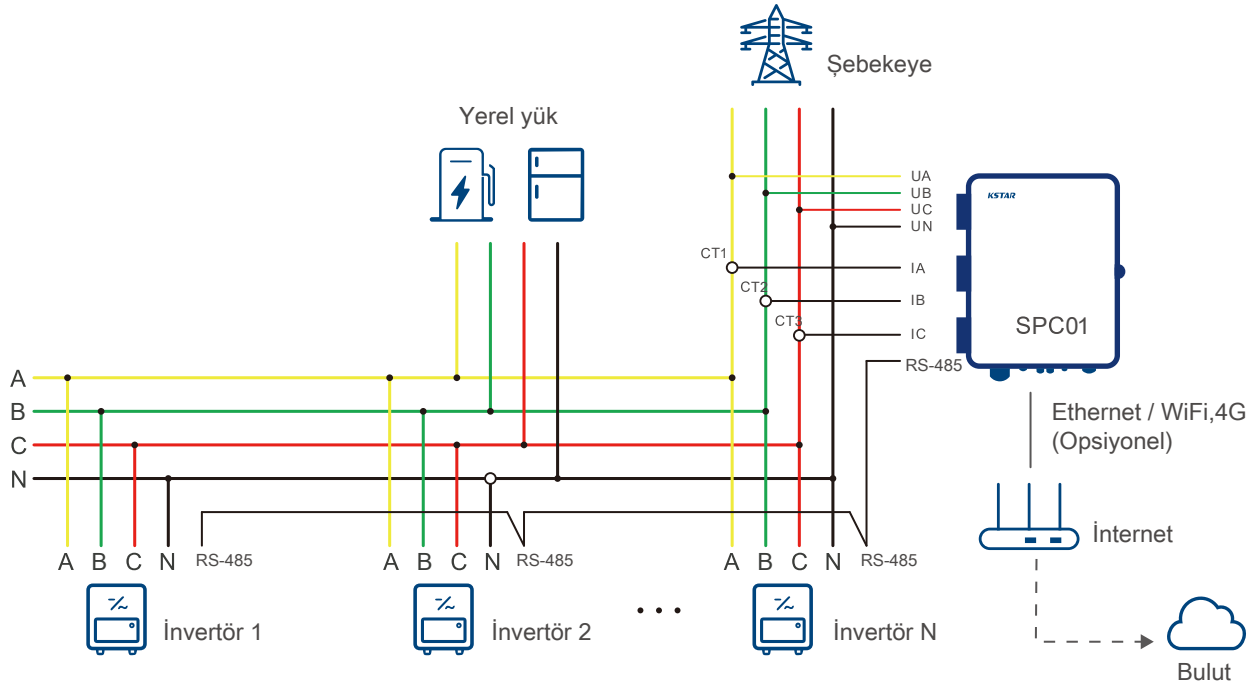 Şebekeye
Yerel yük
UA
UB
UC
UN
KSTAR
CT1
IA
CT2
IB
CT3
IC
SPC01
RS-485
A
B
C
N
Ethernet / WiFi,4G
(Opsiyonel)
İnternet
A B C N RS-485
A B C N RS-485
A B C N RS-485
İnvertör 1
İnvertör 2
...
İnvertör N
Bulut